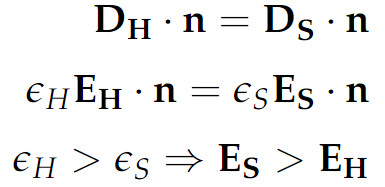 𝐃_𝐇 · 𝐧 = 𝐃_𝐒 · 𝐧
ϵ_H 𝐄_𝐇 · 𝐧 = ϵ_S 𝐄_𝐒 · 𝐧
ϵ_H > ϵ_S ⇒ 𝐄_𝐒 > 𝐄_𝐇